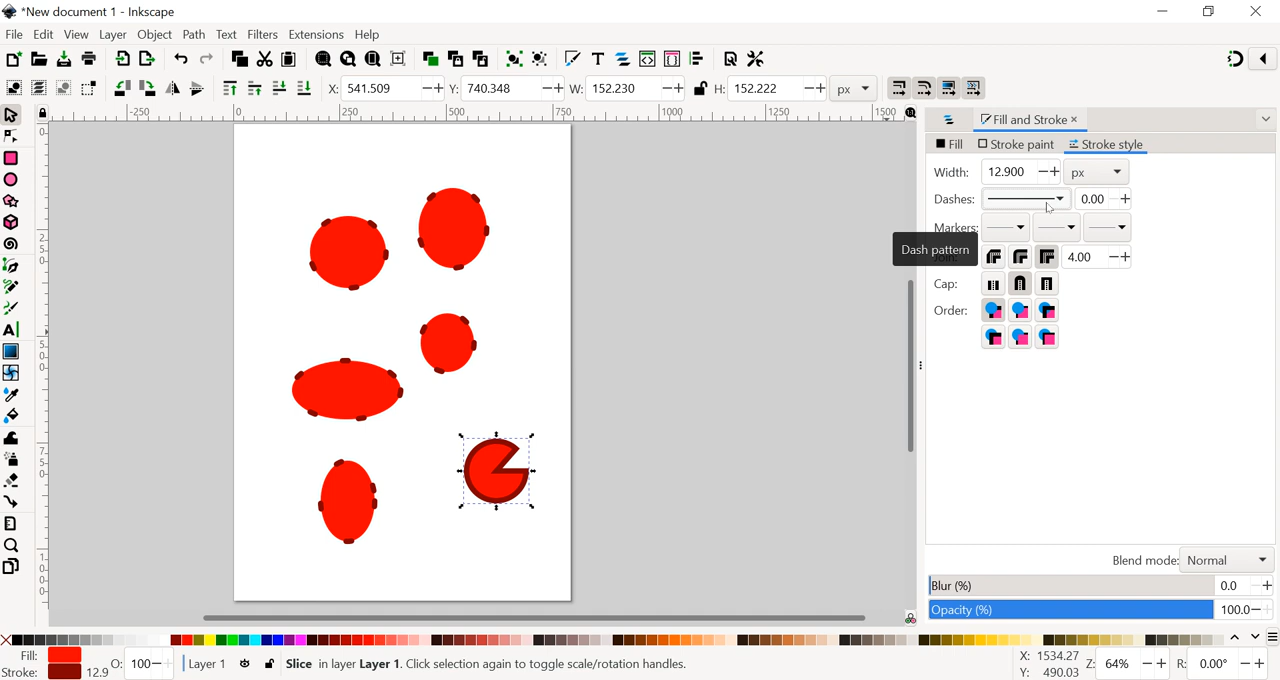 *New document 1 - Inkscape
File Edit View Layer Object Path Text Filters Extensions Help
X: 541.509 Y: 740.348 W: 152.230 H: 152.222 px
-250 0 250 500 750 1000 1250 1500
Fill and Stroke
Fill Stroke paint Stroke style
Width: 12.900 px
Dashes: 0.00
Markers:
Dash pattern
4.00
Cap:
Order:
Blend mode: Normal
Blur (%) 0.0
Opacity (%) 100.0
Fill: O: 100 Layer 1 Slice in layer Layer 1. Click selection again to toggle scale/rotation handles. X: 1534.27 Z: 64% R: 0.00°
Stroke: 12.9 Y: 490.03